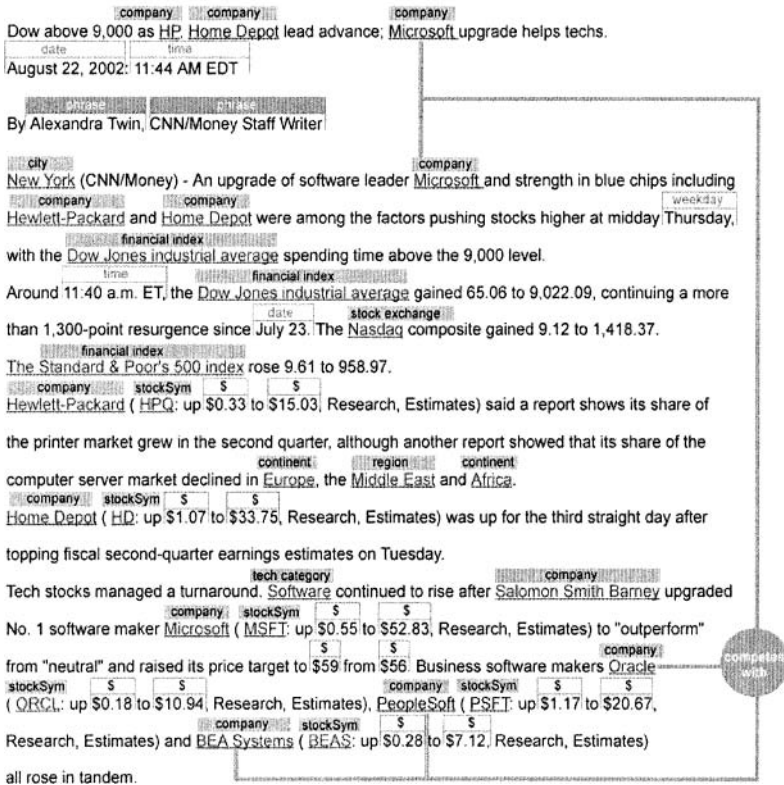 company company company
Dow above 9,000 as HP, Home Depot lead advance; Microsoft upgrade helps techs.
date time
August 22, 2002: 11:44 AM EDT
phrase phrase
By Alexandra Twin, CNN/Money Staff Writer
city company
New York (CNN/Money) - An upgrade of software leader Microsoft and strength in blue chips including
company company weekday
Hewlett-Packard and Home Depot were among the factors pushing stocks higher at midday Thursday,
financial index
with the Dow Jones industrial average spending time above the 9,000 level.
time financial index
Around 11:40 a.m. ET, the Dow Jones industrial average gained 65.06 to 9,022.09, continuing a more
date stock exchange
than 1,300-point resurgence since July 23. The Nasdaq composite gained 9.12 to 1,418.37.
financial index
The Standard & Poor's 500 index rose 9.61 to 958.97.
company stockSym $ $
Hewlett-Packard ( HPQ: up $0.33 to $15.03, Research, Estimates) said a report shows its share of
the printer market grew in the second quarter, although another report showed that its share of the
continent region continent
computer server market declined in Europe, the Middle East and Africa.
company stockSym $ $
Home Depot ( HD: up $1.07 to $33.75, Research, Estimates) was up for the third straight day after
topping fiscal second-quarter earnings estimates on Tuesday.
tech category company
Tech stocks managed a turnaround. Software continued to rise after Salomon Smith Barney upgraded
company stockSym $ $
No. 1 software maker Microsoft ( MSFT: up $0.55 to $52.83, Research, Estimates) to "outperform"
$ $ company
from "neutral" and raised its price target to $59 from $56. Business software makers Oracle
competes with
stockSym $ $ company stockSym $ $
( ORCL: up $0.18 to $10.94, Research, Estimates), PeopleSoft ( PSFT: up $1.17 to $20.67,
company stockSym $ $
Research, Estimates) and BEA Systems ( BEAS: up $0.28 to $7.12, Research, Estimates)
all rose in tandem.